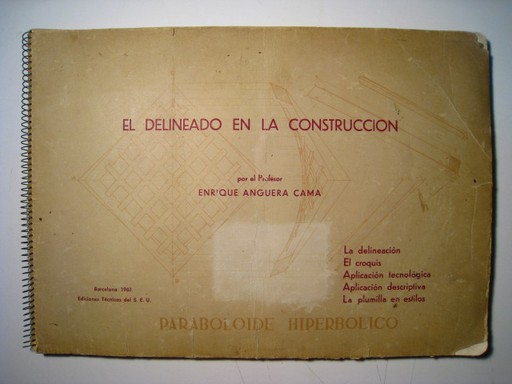 EL DELINEADO EN LA CONSTRUCCION
por el Profesor
ENRIQUE ANGUERA CAMA
La delineación
El croquis
Aplicación tecnológica
Aplicación descriptiva
La plumilla en estilos
Barcelona 1961
Ediciones Técnicas del S. E. U.
PARABOLOIDE HIPERBOLICO